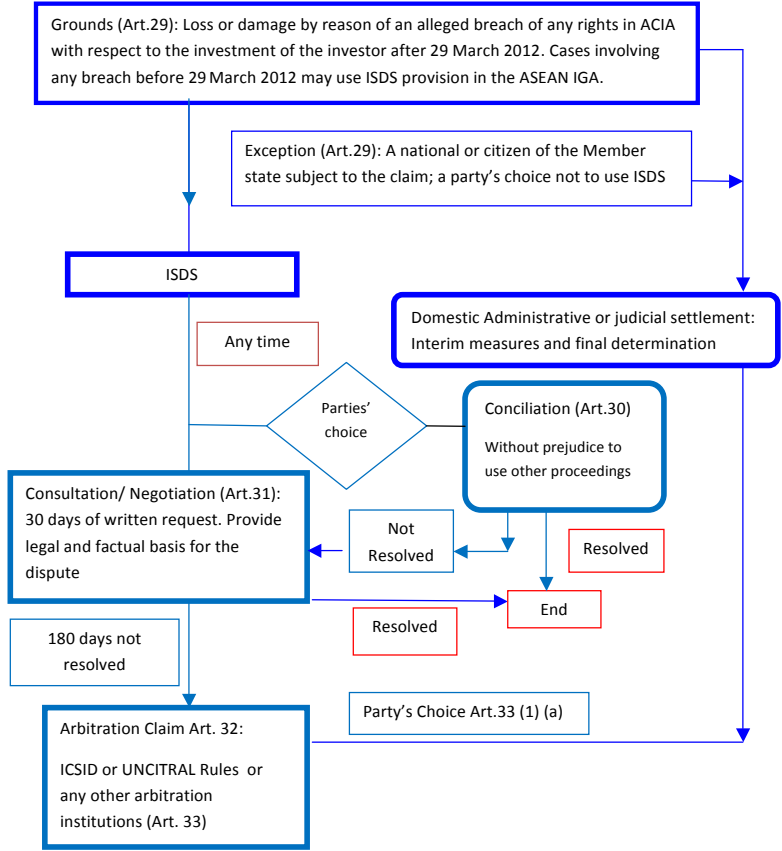 Grounds (Art.29): Loss or damage by reason of an alleged breach of any rights in ACIA
with respect to the investment of the investor after 29 March 2012. Cases involving
any breach before 29 March 2012 may use ISDS provision in the ASEAN IGA.
Exception (Art.29): A national or citizen of the Member
state subject to the claim; a party’s choice not to use ISDS
ISDS
Domestic Administrative or judicial settlement:
Interim measures and final determination
Any time
Parties’
choice
Conciliation (Art.30)
Without prejudice to
use other proceedings
Consultation/ Negotiation (Art.31):
30 days of written request. Provide
legal and factual basis for the
dispute
Not
Resolved
Resolved
End
Resolved
180 days not
resolved
Party’s Choice Art.33 (1) (a)
Arbitration Claim Art. 32:
ICSID or UNCITRAL Rules or
any other arbitration
institutions (Art. 33)